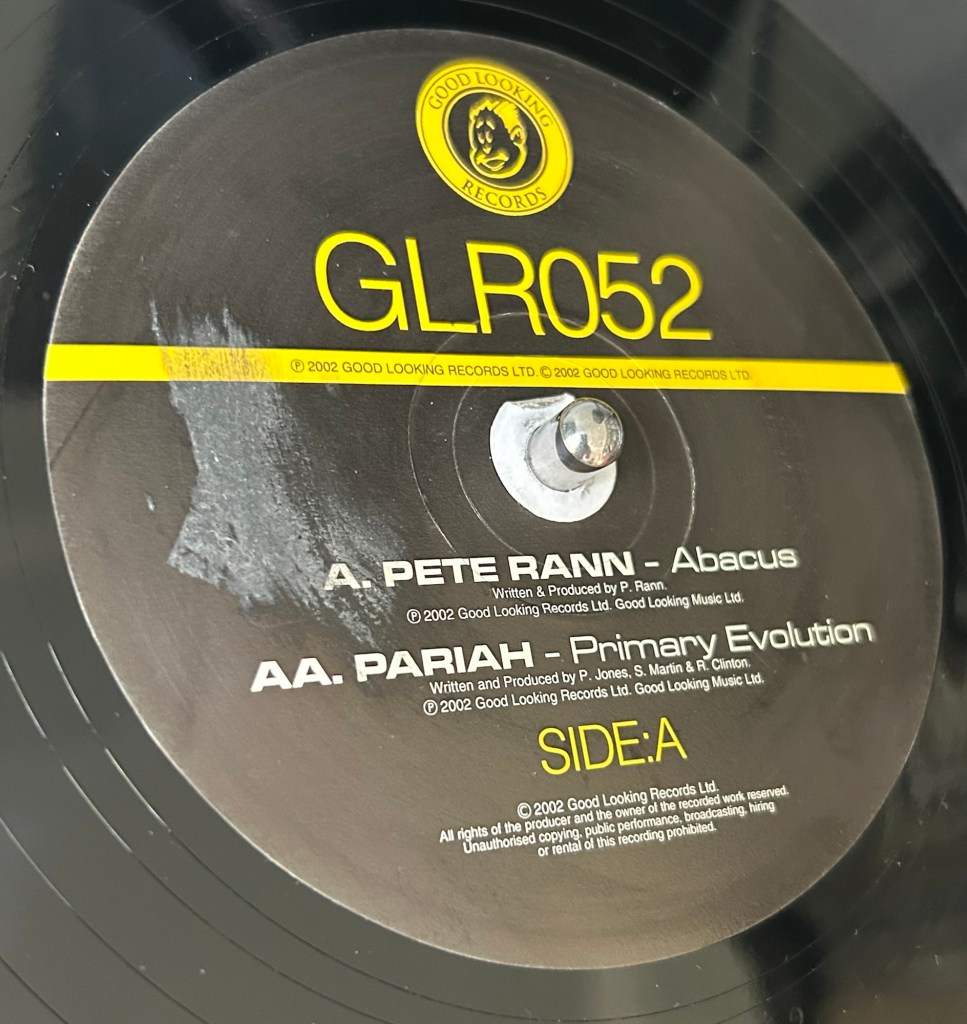 GOOD LOOKING
RECORDS
GLR052
Ⓟ 2002 GOOD LOOKING RECORDS LTD. © 2002 GOOD LOOKING RECORDS LTD.
A. PETE RANN - Abacus
Written & Produced by P. Rann.
Ⓟ 2002 Good Looking Records Ltd. Good Looking Music Ltd.
AA. PARIAH - Primary Evolution
Written and Produced by P. Jones, S. Martin & R. Clinton.
Ⓟ 2002 Good Looking Records Ltd. Good Looking Music Ltd.
SIDE:A
© 2002 Good Looking Records Ltd.
All rights of the producer and the owner of the recorded work reserved.
Unauthorised copying, public performance, broadcasting, hiring
or rental of this recording prohibited.